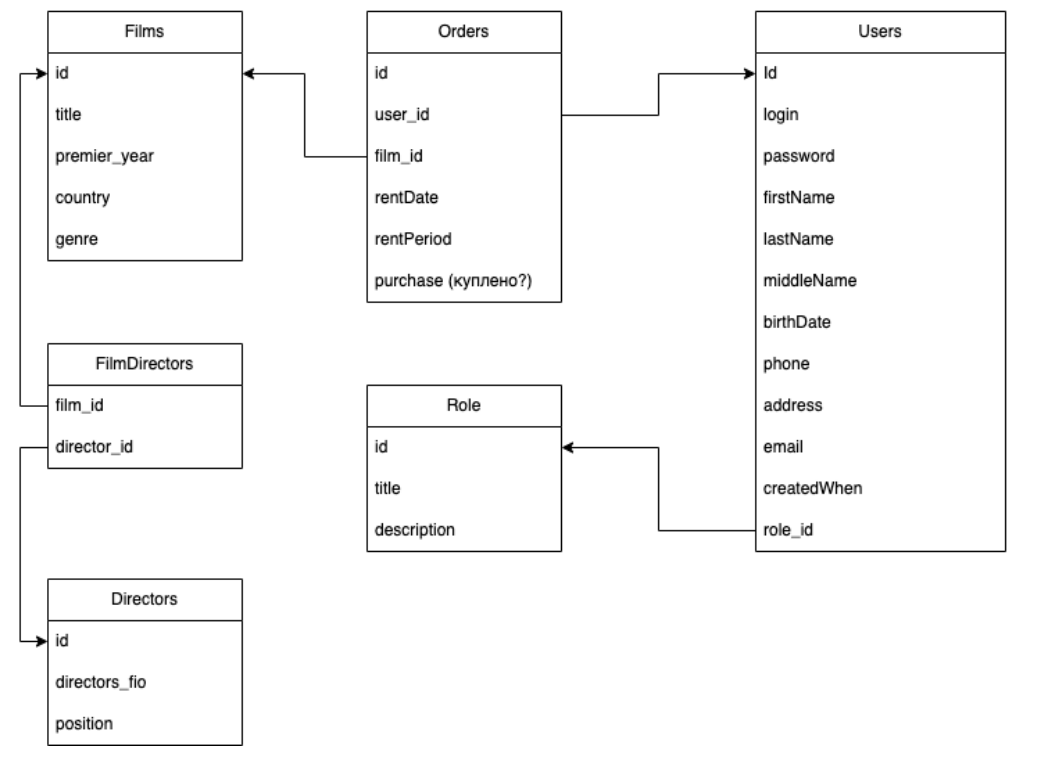 Films
id
title
premier_year
country
genre
Orders
id
user_id
film_id
rentDate
rentPeriod
purchase (куплено?)
Users
Id
login
password
firstName
lastName
middleName
birthDate
phone
address
email
createdWhen
role_id
FilmDirectors
film_id
director_id
Role
id
title
description
Directors
id
directors_fio
position